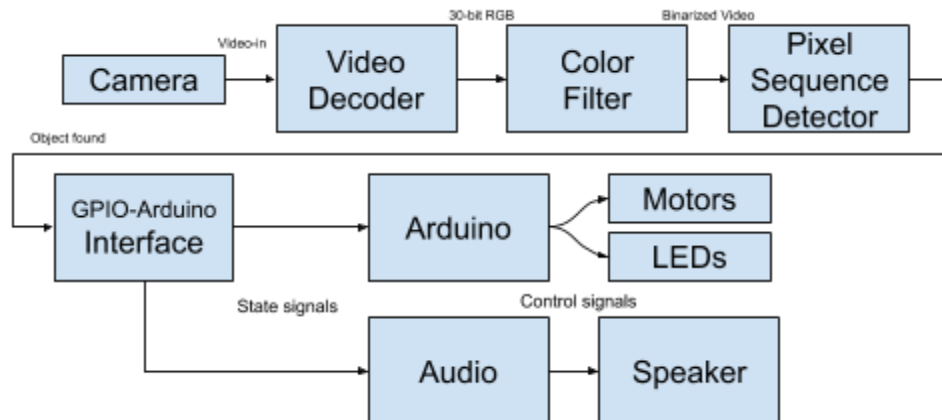 30-bit RGB
Binarized Video
Video-in
Camera
Video
Decoder
Color
Filter
Pixel
Sequence
Detector
Object found
GPIO-Arduino
Interface
Arduino
Motors
LEDs
State signals
Control signals
Audio
Speaker